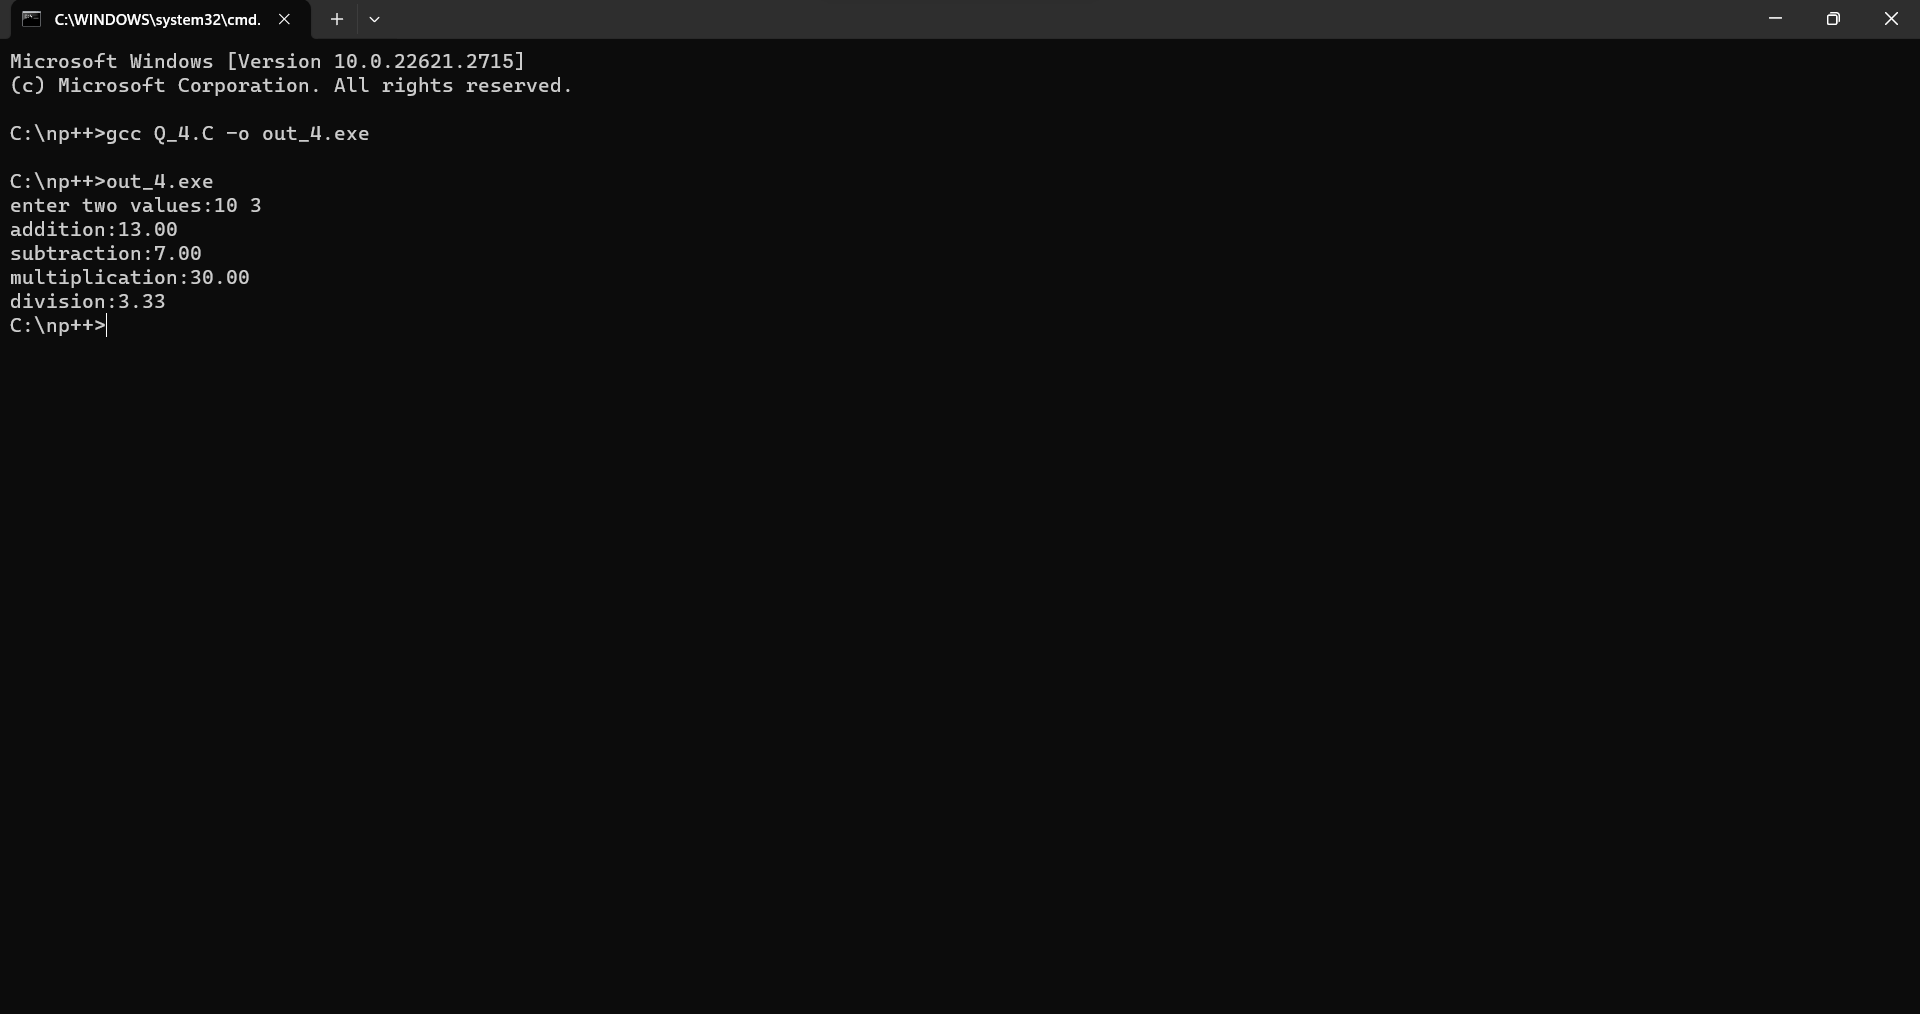 C:\WINDOWS\system32\cmd.
Microsoft Windows [Version 10.0.22621.2715]
(c) Microsoft Corporation. All rights reserved.
C:\np++>gcc Q_4.C -o out_4.exe
C:\np++>out_4.exe
enter two values:10 3
addition:13.00
subtraction:7.00
multiplication:30.00
division:3.33
C:\np++>